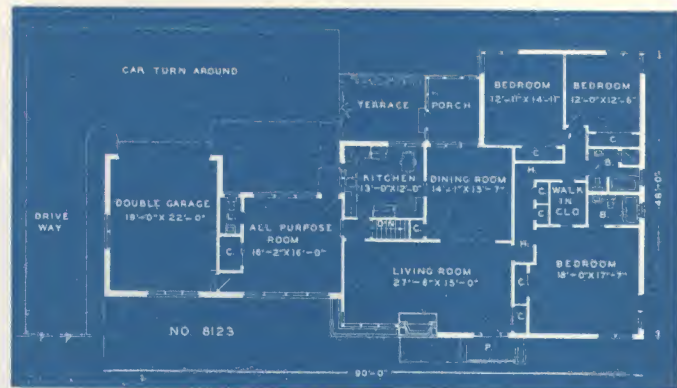 CAR TURN AROUND
TERRACE
PORCH
BEDROOM
12'-11" X 14'-11"
BEDROOM
12'-0" X 12'-6"
DRIVE
WAY
DOUBLE GARAGE
19'-0" X 22'-0"
L.
C.
ALL PURPOSE
ROOM
16'-2" X 16'-0"
KITCHEN
13'-0" X 12'-0"
DINING ROOM
14'-1" X 13'-7"
DN
C.
C.
C.
H.
B.
C.
C.
WALK
IN
CLO
B.
H.
LIVING ROOM
27'-8" X 15'-0"
C.
C.
BEDROOM
18'-0" X 17'-7"
NO. 8123
P.
90'-0"
48'-0"